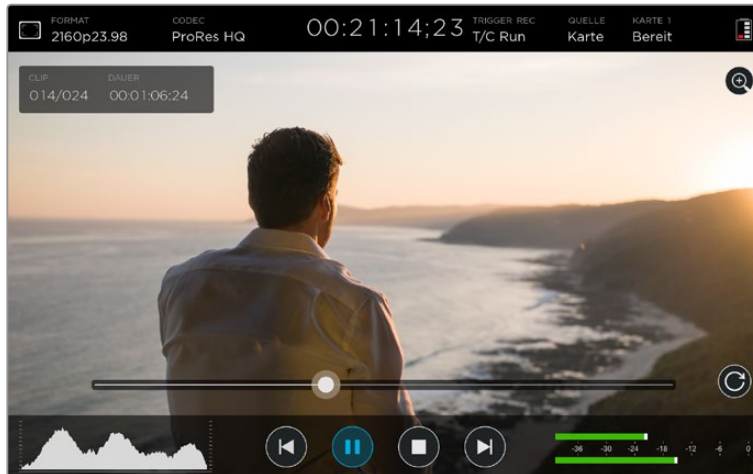 FORMAT
2160p23.98
CODEC
ProRes HQ
00:21:14;23
TRIGGER REC
T/C Run
QUELLE
Karte
KARTE 1
Bereit
CLIP
014/024
DAUER
00:01:06:24
-36 -30 -24 -18 -12 -6 0